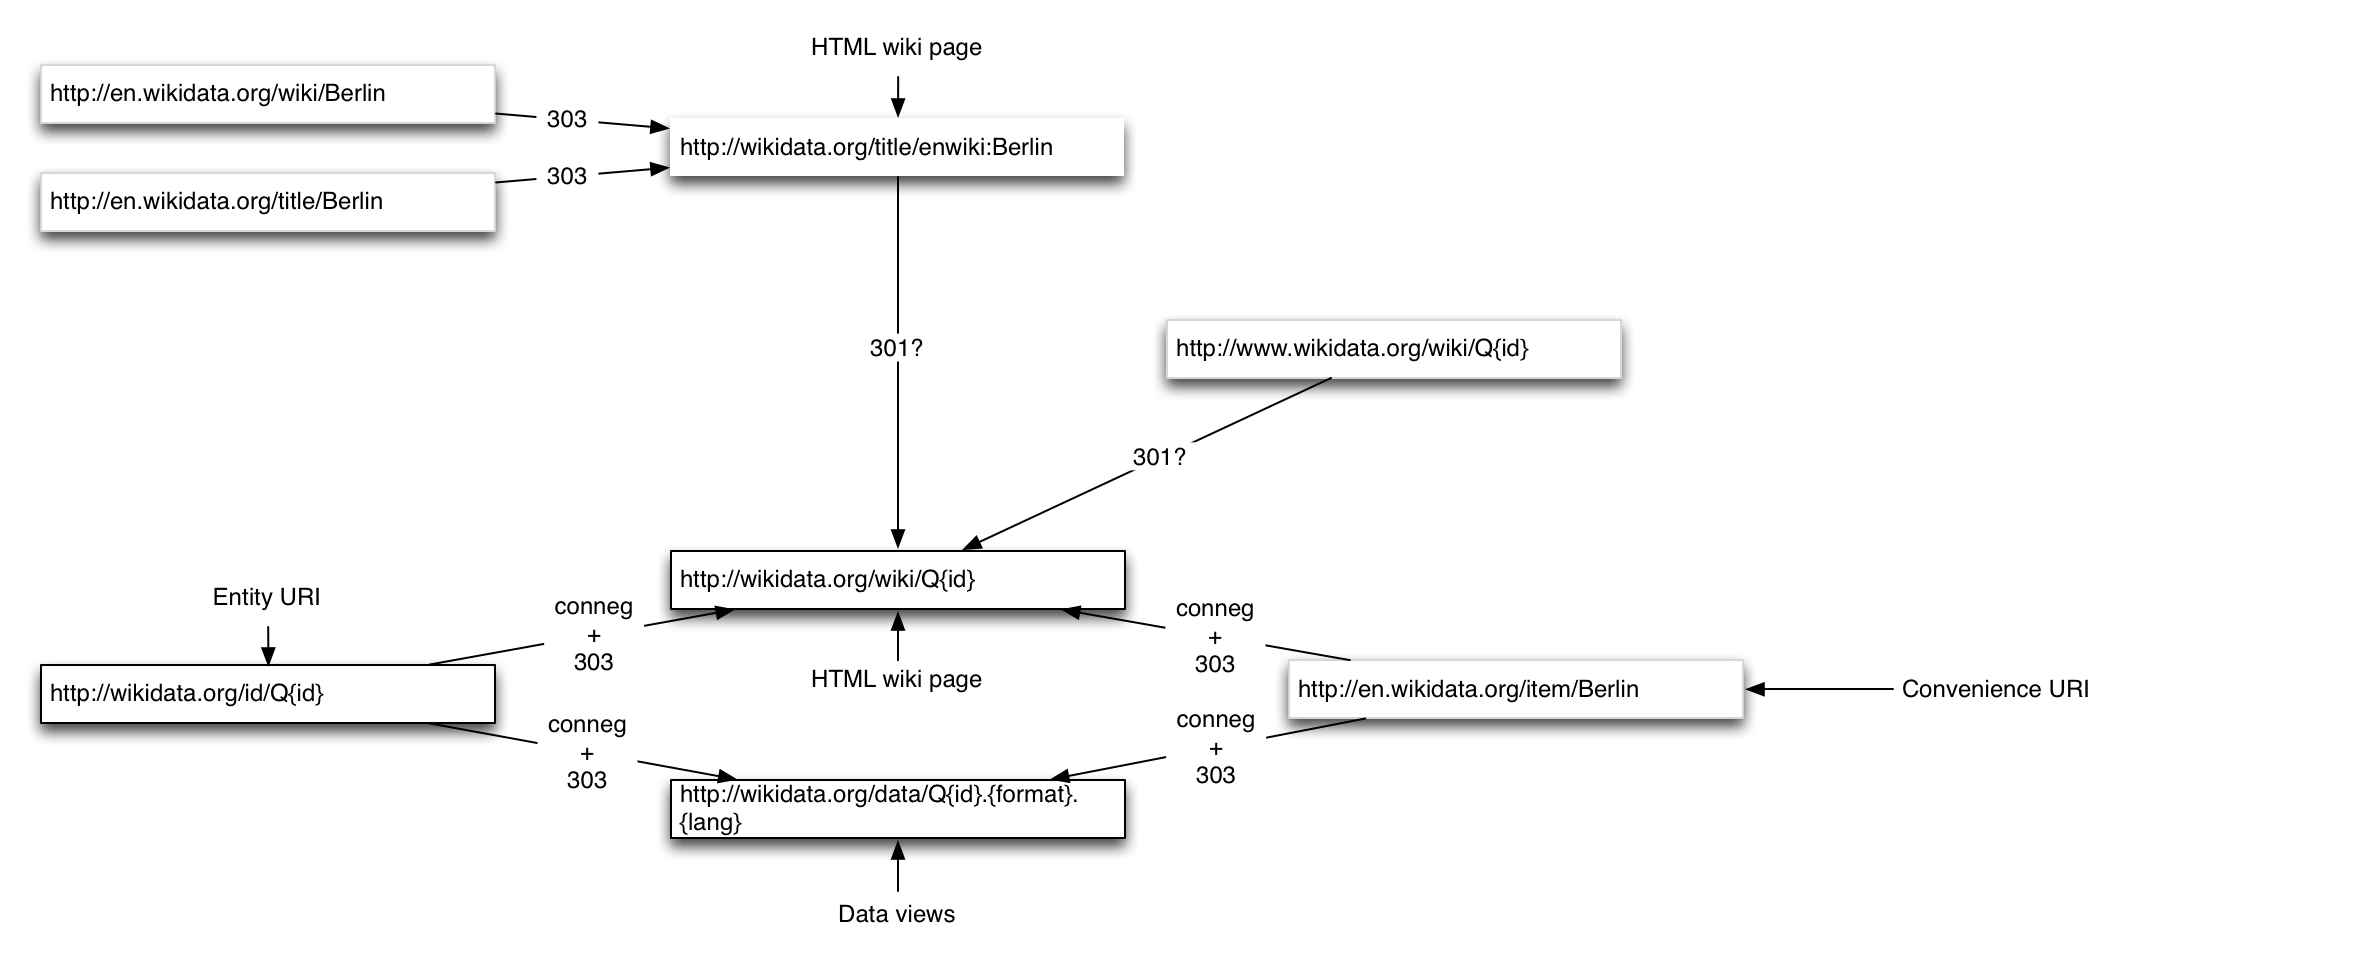 HTML wiki page
http://en.wikidata.org/wiki/Berlin
303
http://wikidata.org/title/enwiki:Berlin
303
http://en.wikidata.org/title/Berlin
301?
http://www.wikidata.org/wiki/Q{id}
301?
http://wikidata.org/wiki/Q{id}
Entity URI
conneg
+
303
conneg
+
303
HTML wiki page
http://wikidata.org/id/Q{id}
http://en.wikidata.org/item/Berlin
Convenience URI
conneg
+
303
conneg
+
303
http://wikidata.org/data/Q{id}.{format}.
{lang}
Data views